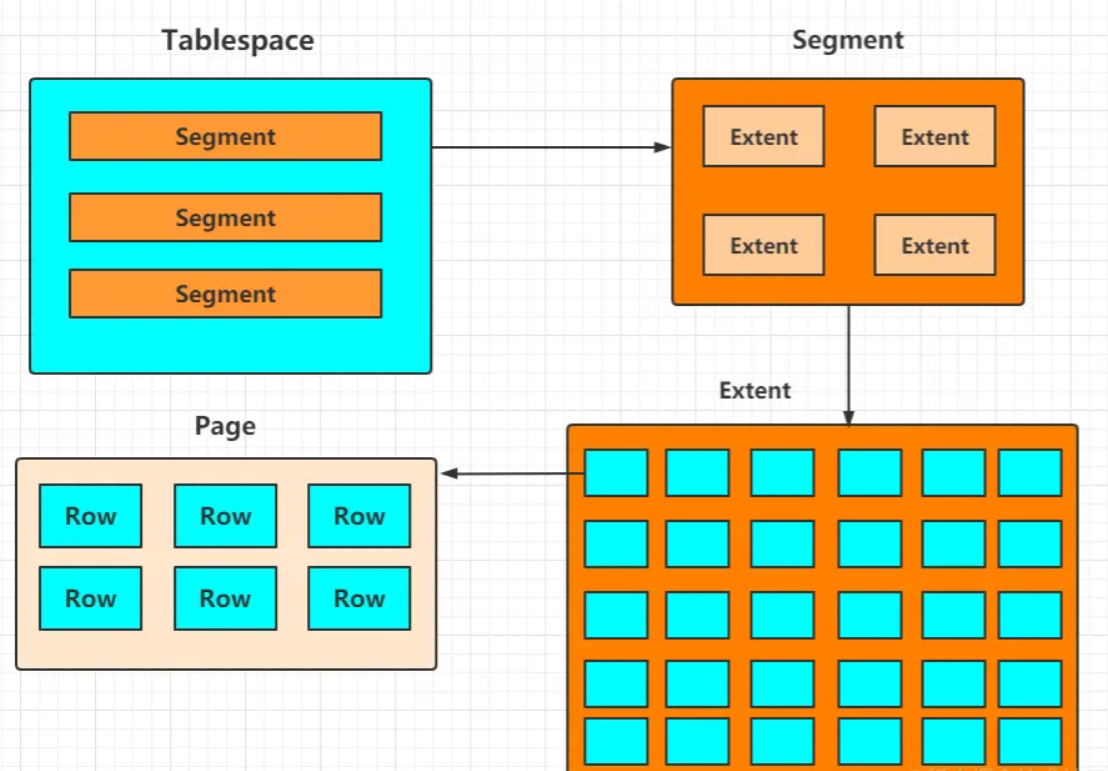 Tablespace
Segment
Segment
Segment
Segment
Extent
Extent
Extent
Extent
Extent
Page
Row
Row
Row
Row
Row
Row